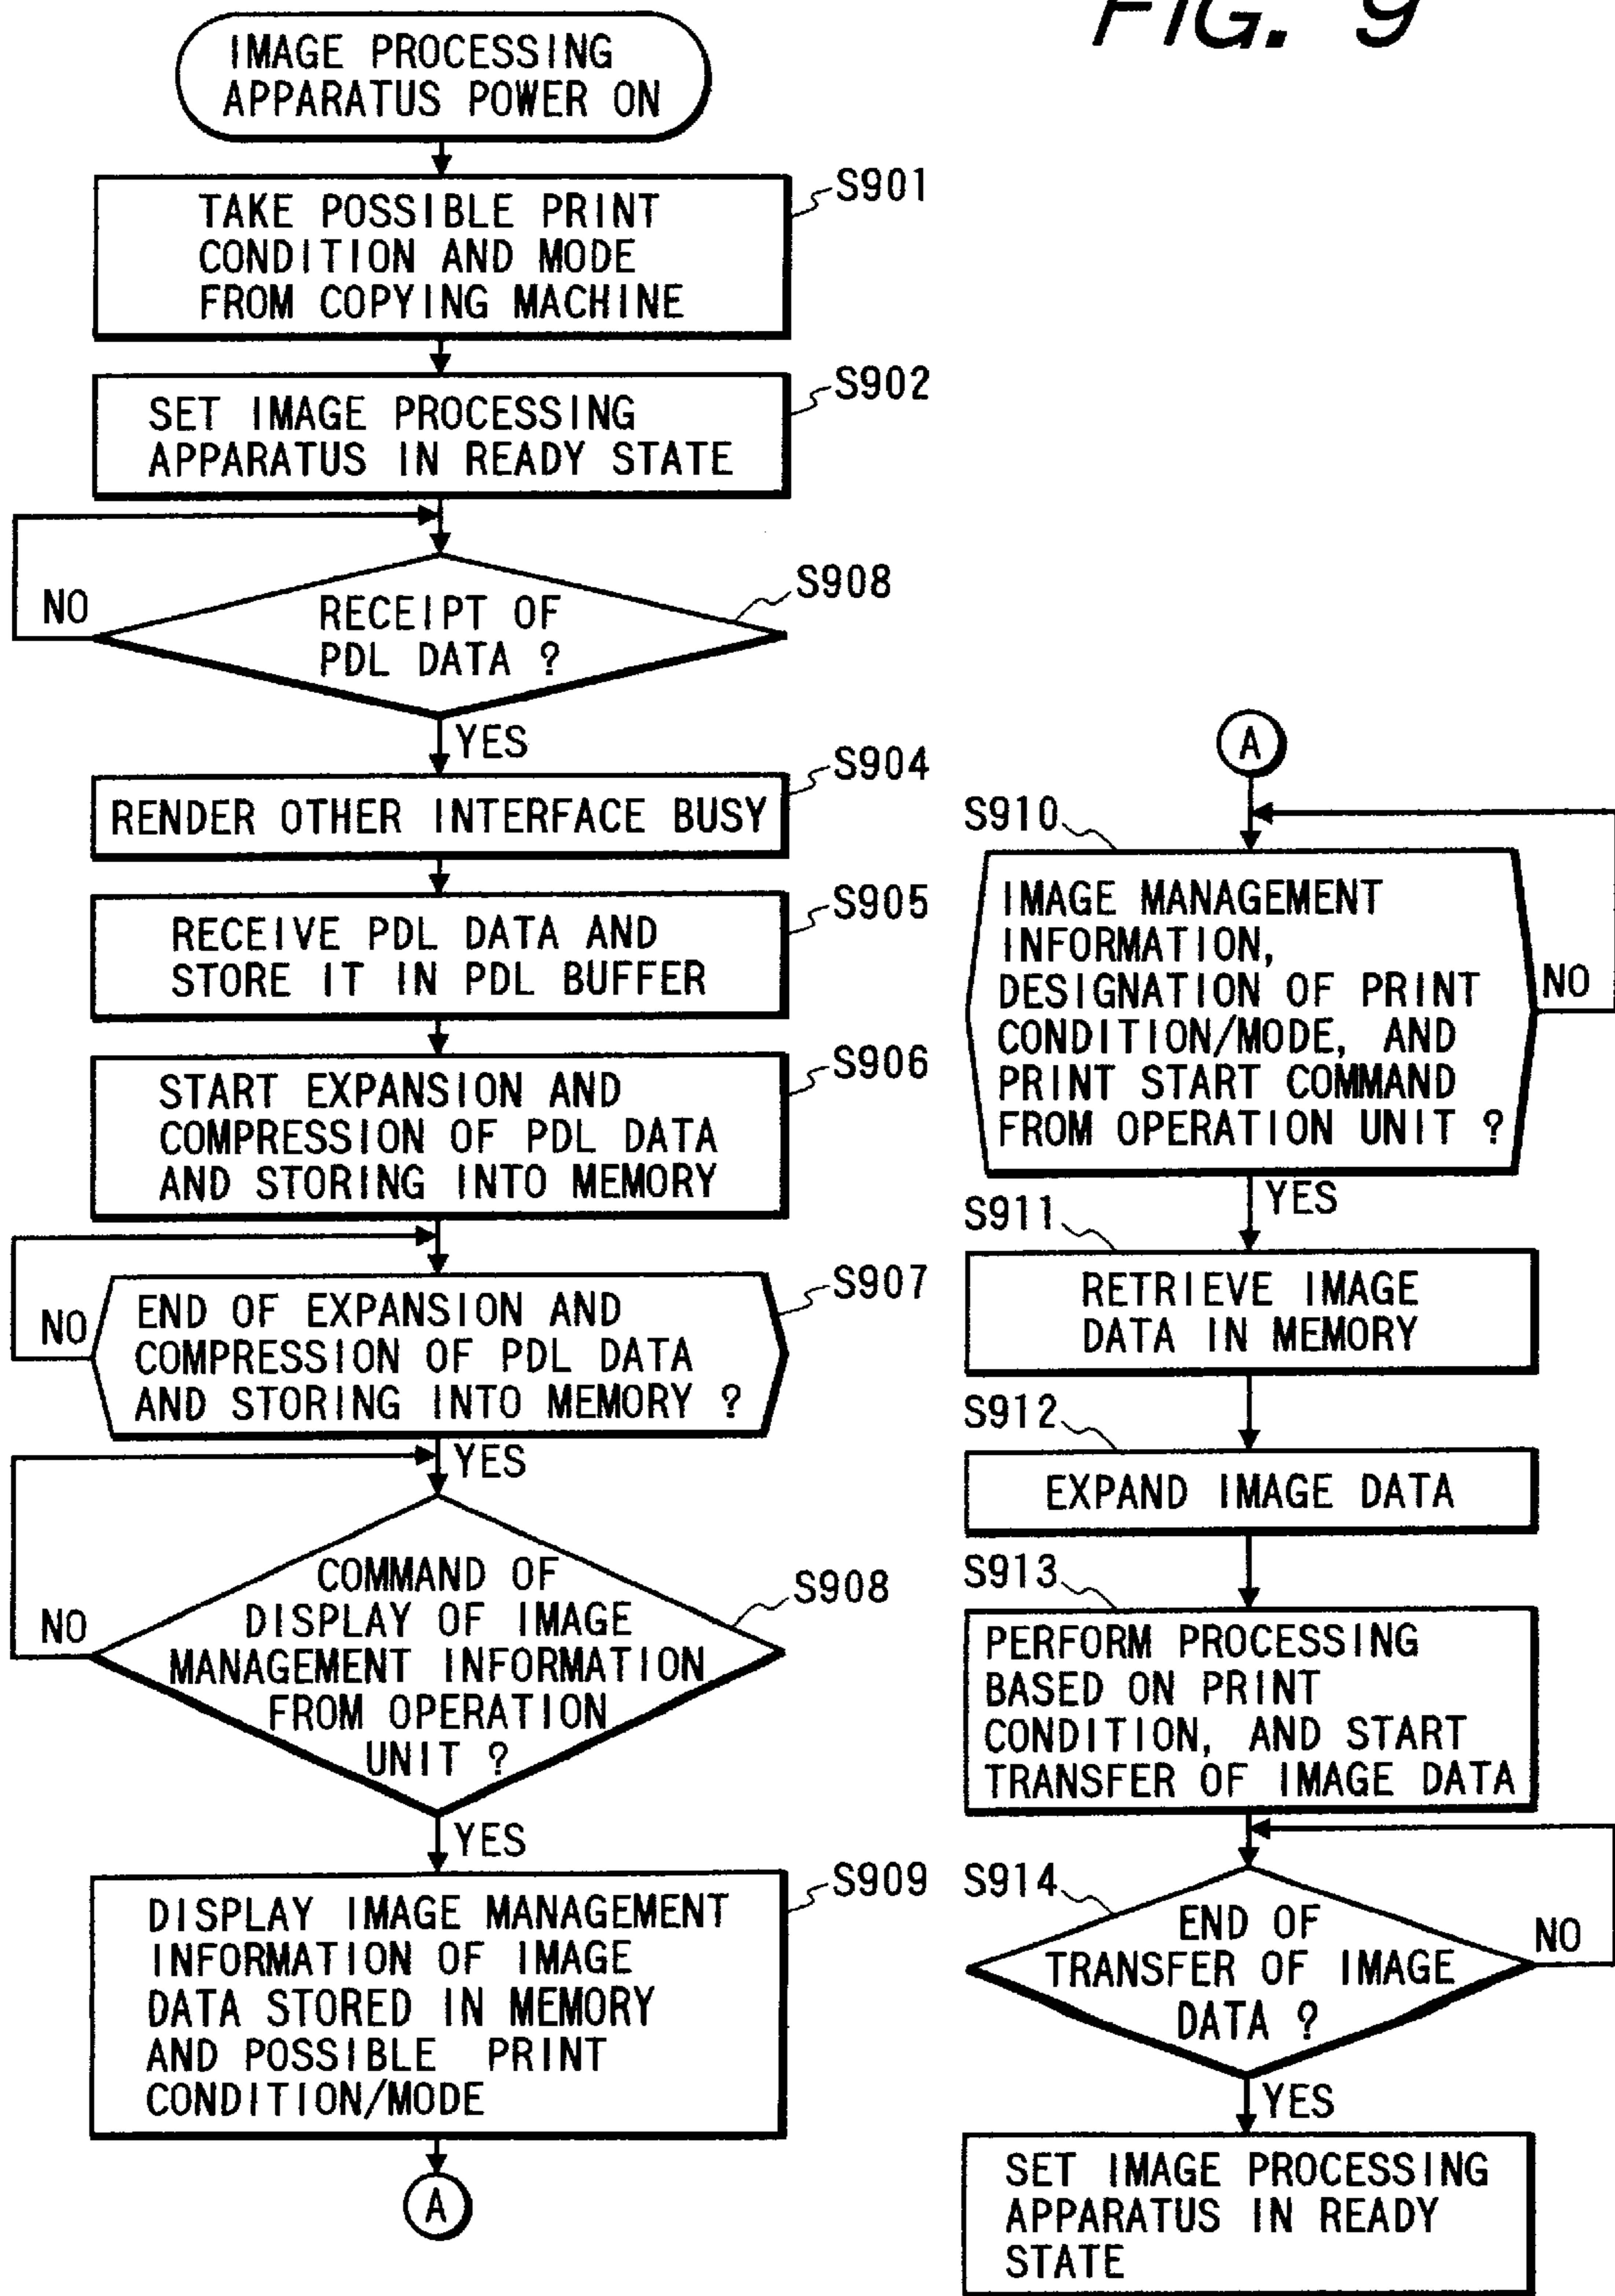 FIG. 9
IMAGE PROCESSING
APPARATUS POWER ON
S901
TAKE POSSIBLE PRINT
CONDITION AND MODE
FROM COPYING MACHINE
S902
SET IMAGE PROCESSING
APPARATUS IN READY STATE
S908
NO
RECEIPT OF
PDL DATA ?
YES
S904
RENDER OTHER INTERFACE BUSY
S905
RECEIVE PDL DATA AND
STORE IT IN PDL BUFFER
S906
START EXPANSION AND
COMPRESSION OF PDL DATA
AND STORING INTO MEMORY
S907
NO
END OF EXPANSION AND
COMPRESSION OF PDL DATA
AND STORING INTO MEMORY ?
YES
S908
NO
COMMAND OF
DISPLAY OF IMAGE
MANAGEMENT INFORMATION
FROM OPERATION
UNIT ?
YES
S909
DISPLAY IMAGE MANAGEMENT
INFORMATION OF IMAGE
DATA STORED IN MEMORY
AND POSSIBLE PRINT
CONDITION/MODE
A
A
S910
IMAGE MANAGEMENT
INFORMATION,
DESIGNATION OF PRINT
CONDITION/MODE, AND
PRINT START COMMAND
FROM OPERATION UNIT ?
NO
YES
S911
RETRIEVE IMAGE
DATA IN MEMORY
S912
EXPAND IMAGE DATA
S913
PERFORM PROCESSING
BASED ON PRINT
CONDITION, AND START
TRANSFER OF IMAGE DATA
S914
END OF
TRANSFER OF IMAGE
DATA ?
NO
YES
SET IMAGE PROCESSING
APPARATUS IN READY
STATE